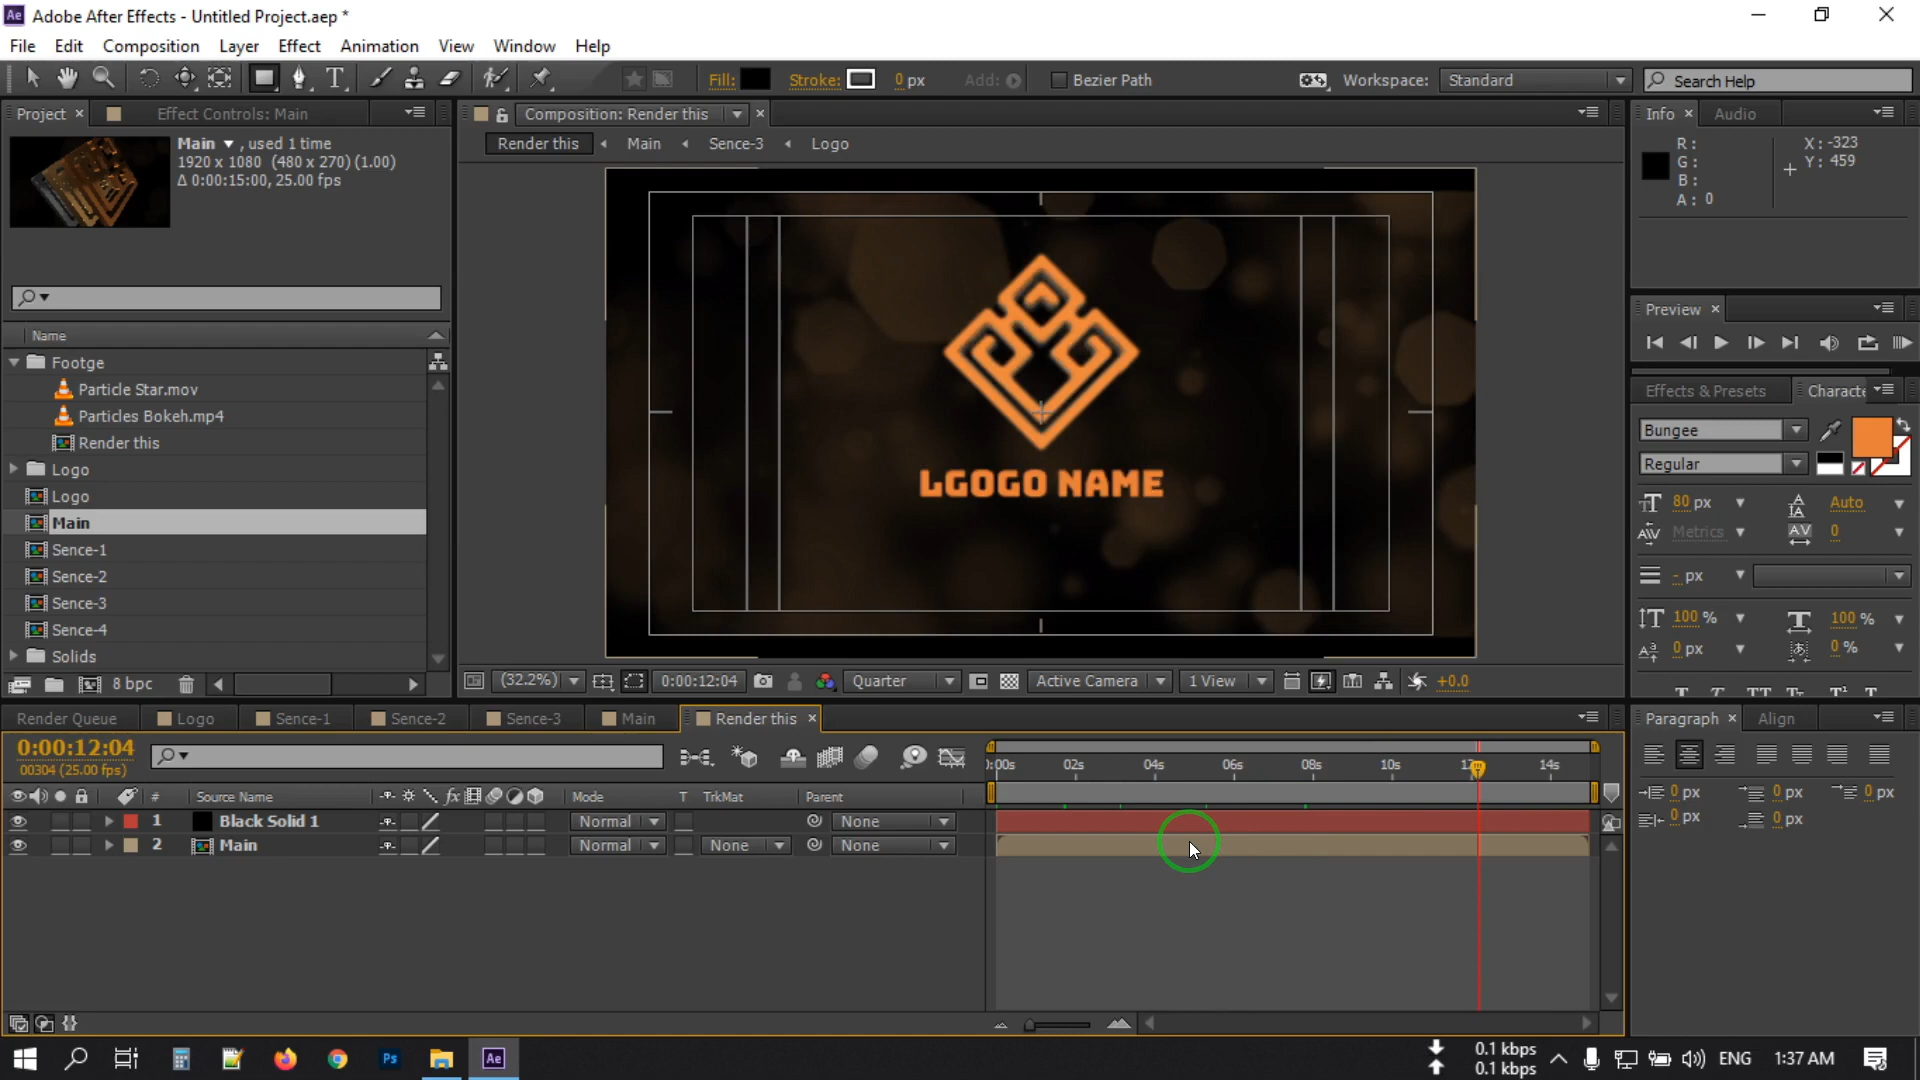 Adobe After Effects - Untitled Project.aep *
File Edit Composition Layer Effect Animation View Window Help
Fill: Stroke: 0 px Add: Bezier Path Workspace: Standard Search Help
Project × Effect Controls: Main
Main , used 1 time
1920 x 1080 (480 x 270) (1.00)
Δ 0:00:15:00, 25.00 fps
Name
Footge
Particle Star.mov
Particles Bokeh.mp4
Render this
Logo
Logo
Main
Sence-1
Sence-2
Sence-3
Sence-4
Solids
8 bpc
Composition: Render this ×
Render this Main Sence-3 Logo
LGOGO NAME
(32.2%) 0:00:12:04 Quarter Active Camera 1 View +0.0
Info × Audio
R: X: -323
G: Y: 459
B:
A: 0
Preview ×
Effects & Presets Characte
Bungee
Regular
80 px Auto
Metrics 0
- px
100 % 100 %
0 px 0 %
Render Queue Logo Sence-1 Sence-2 Sence-3 Main Render this ×
0:00:12:04
00304 (25.00 fps)
:00s 02s 04s 06s 08s 10s 12s 14s
# Source Name fx Mode T TrkMat Parent
1 Black Solid 1 Normal None
2 Main Normal None None
Paragraph × Align
0 px 0 px 0 px
0 px 0 px
Ps Ae
0.1 kbps
0.1 kbps
ENG 1:37 AM